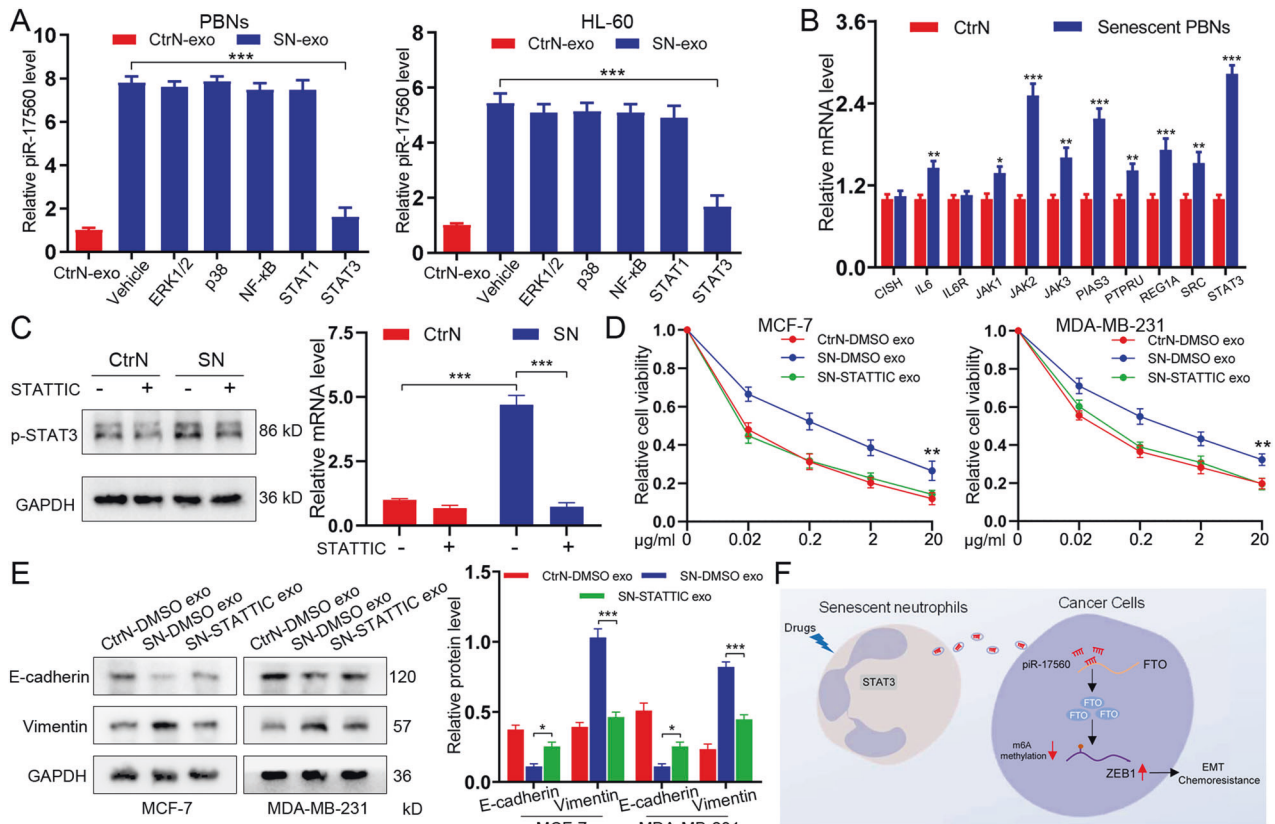 A
PBNs
CtrN-exo
SN-exo
Relative piR-17560 level
10
8
6
4
2
0
***
CtrN-exo
Vehicle
ERK1/2
p38
NF-κB
STAT1
STAT3
HL-60
CtrN-exo
SN-exo
Relative piR-17560 level
8
6
4
2
0
***
CtrN-exo
Vehicle
ERK1/2
p38
NF-κB
STAT1
STAT3
B
CtrN
Senescent PBNs
Relative mRNA level
3.6
2.4
1.2
0.0
**
*
***
**
***
**
***
**
***
CISH
IL6
IL6R
JAK1
JAK2
JAK3
PIAS3
PTPRU
REG1A
SRC
STAT3
C
CtrN
SN
STATTIC
-
+
-
+
p-STAT3
86 kD
GAPDH
36 kD
CtrN
SN
Relative mRNA level
7.5
5.0
2.5
0.0
***
***
STATTIC
-
+
-
+
D
MCF-7
CtrN-DMSO exo
SN-DMSO exo
SN-STATTIC exo
Relative cell viability
1.0
0.8
0.6
0.4
0.2
0.0
**
µg/ml
0
0.02
0.2
2
20
MDA-MB-231
CtrN-DMSO exo
SN-DMSO exo
SN-STATTIC exo
Relative cell viability
1.0
0.8
0.6
0.4
0.2
0.0
**
µg/ml
0
0.02
0.2
2
20
E
CtrN-DMSO exo
SN-DMSO exo
SN-STATTIC exo
CtrN-DMSO exo
SN-DMSO exo
SN-STATTIC exo
E-cadherin
120
Vimentin
57
GAPDH
36
MCF-7
MDA-MB-231
kD
CtrN-DMSO exo
SN-DMSO exo
SN-STATTIC exo
Relative protein level
1.5
1.0
0.5
0.0
*
***
*
***
E-cadherin
Vimentin
E-cadherin
Vimentin
MCF-7
MDA-MB-231
F
Senescent neutrophils
Cancer Cells
Drugs
STAT3
piR-17560
FTO
FTO
FTO
FTO
m6A
methylation
ZEB1
EMT
Chemoresistance